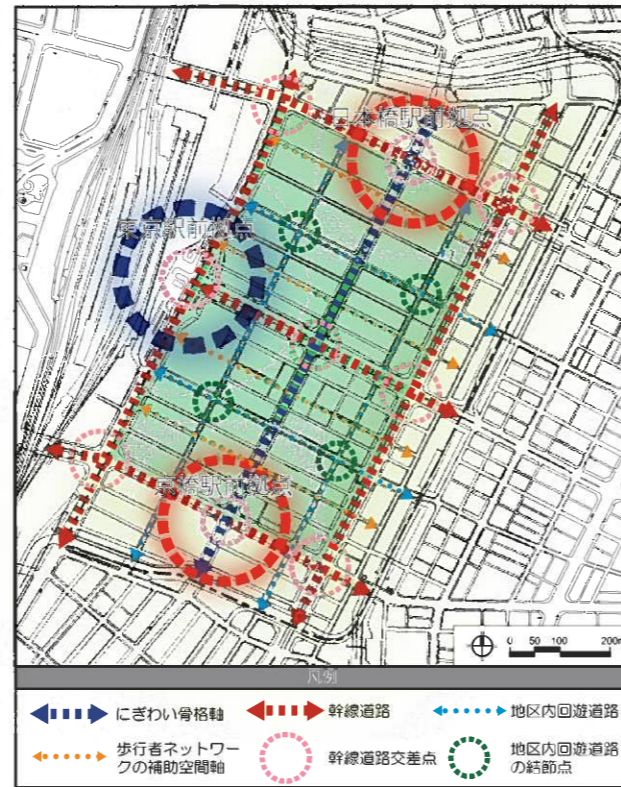 日本橋駅前拠点
東京駅前拠点
京橋駅前拠点
0 50 100 200m
凡例
にぎわい骨格軸
幹線道路
地区内回遊道路
歩行者ネットワー
クの補助空間軸
幹線道路交差点
地区内回遊道路
の結節点